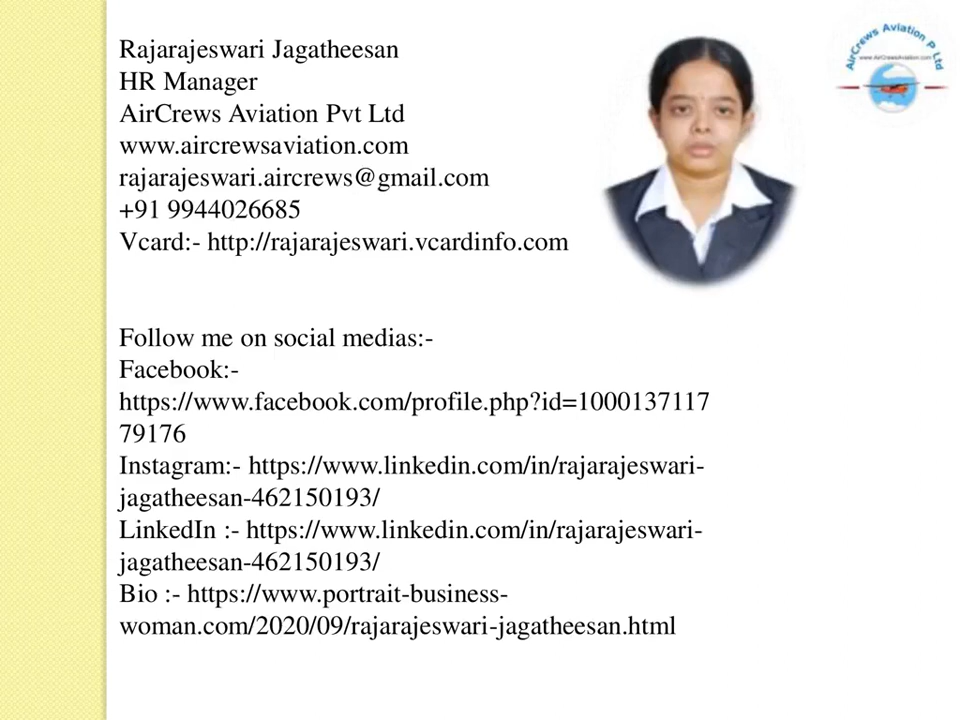 Rajarajeswari Jagatheesan
HR Manager
AirCrews Aviation Pvt Ltd
www.aircrewsaviation.com
rajarajeswari.aircrews@gmail.com
+91 9944026685
Vcard:- http://rajarajeswari.vcardinfo.com
AirCrews Aviation P Ltd
www.AirCrewsAviation.com
Follow me on social medias:-
Facebook:-
https://www.facebook.com/profile.php?id=1000137117
79176
Instagram:- https://www.linkedin.com/in/rajarajeswari-
jagatheesan-462150193/
LinkedIn :- https://www.linkedin.com/in/rajarajeswari-
jagatheesan-462150193/
Bio :- https://www.portrait-business-
woman.com/2020/09/rajarajeswari-jagatheesan.html